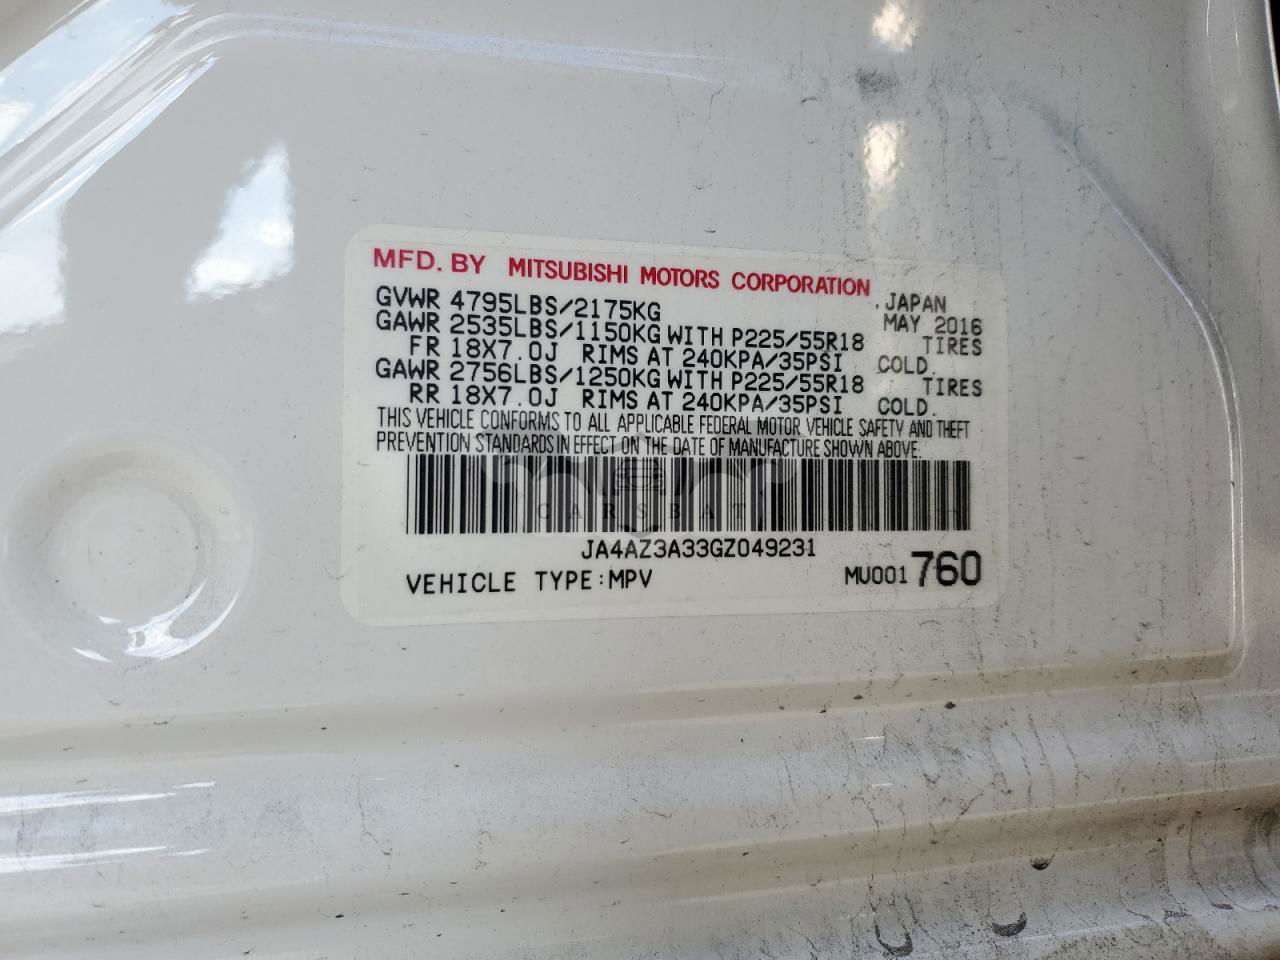 MFD. BY MITSUBISHI MOTORS CORPORATION
GVWR 4795LBS/2175KG , JAPAN
GAWR 2535LBS/1150KG WITH P225/55R18 MAY 2016
FR 18X7.0J RIMS AT 240KPA/35PSI TIRES COLD.
GAWR 2756LBS/1250KG WITH P225/55R18 TIRES
RR 18X7.0J RIMS AT 240KPA/35PSI COLD.
THIS VEHICLE CONFORMS TO ALL APPLICABLE FEDERAL MOTOR VEHICLE SAFETY AND THEFT
PREVENTION STANDARDS IN EFFECT ON THE DATE OF MANUFACTURE SHOWN ABOVE.
CARSBAT
JA4AZ3A33GZ049231
VEHICLE TYPE:MPV MU001 760